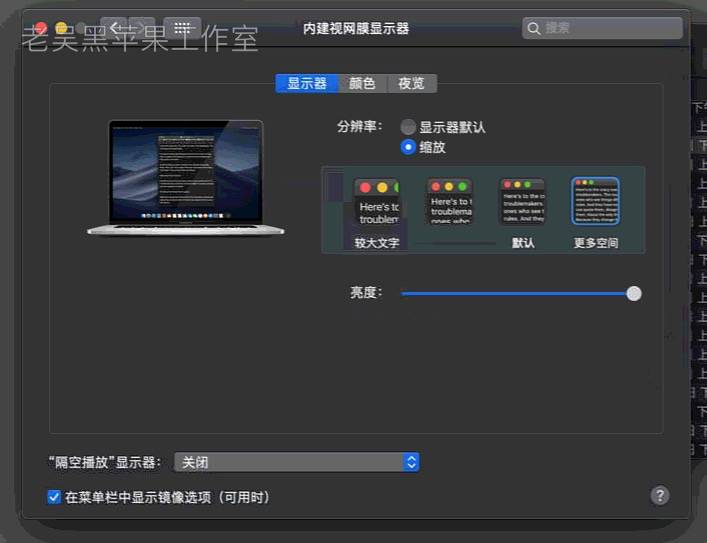 老吴黑苹果工作室
内建视网膜显示器
搜索
显示器 颜色 夜览
分辨率： 显示器默认
缩放
Here's to
troublem
Here's to t
troublema
ones who
Here's to the c
troublemakers.
ones who see t
rules. And they
较大文字 默认 更多空间
亮度：
“隔空播放”显示器： 关闭
在菜单栏中显示镜像选项（可用时）
?